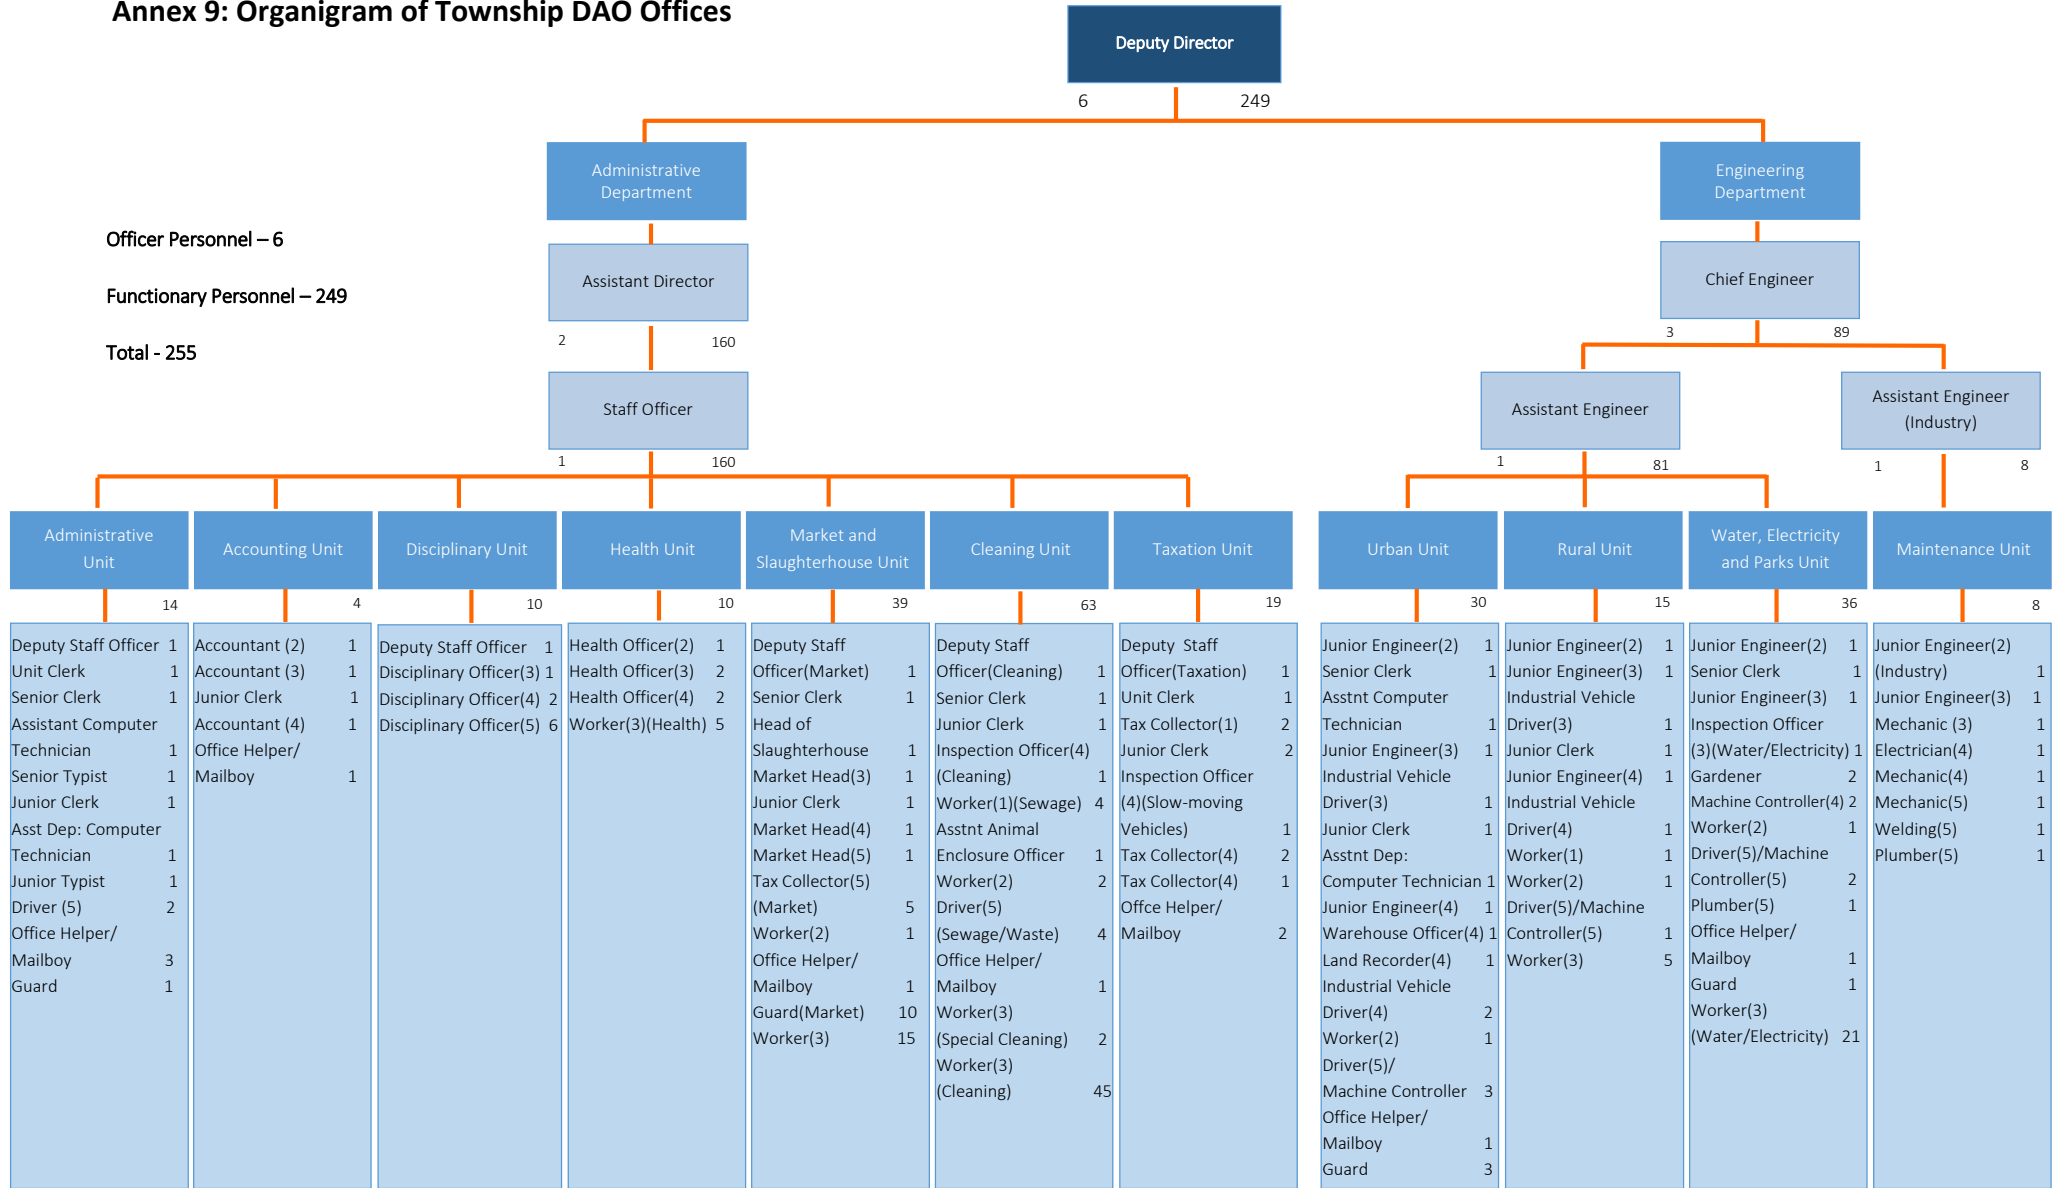 Annex 9: Organigram of Township DAO Offices
Deputy Director
6 249
Administrative
Department
Engineering
Department
Officer Personnel – 6
Functionary Personnel – 249
Total - 255
Assistant Director
2 160
Staff Officer
1 160
Chief Engineer
3 89
Assistant Engineer
1 81
Assistant Engineer
(Industry)
1 8
Administrative
Unit
14
Deputy Staff Officer 1
Unit Clerk 1
Senior Clerk 1
Assistant Computer
Technician 1
Senior Typist 1
Junior Clerk 1
Asst Dep: Computer
Technician 1
Junior Typist 1
Driver (5) 2
Office Helper/
Mailboy 3
Guard 1
Accounting Unit
4
Accountant (2) 1
Accountant (3) 1
Junior Clerk 1
Accountant (4) 1
Office Helper/
Mailboy 1
Disciplinary Unit
10
Deputy Staff Officer 1
Disciplinary Officer(3) 1
Disciplinary Officer(4) 2
Disciplinary Officer(5) 6
Health Unit
10
Health Officer(2) 1
Health Officer(3) 2
Health Officer(4) 2
Worker(3)(Health) 5
Market and
Slaughterhouse Unit
39
Deputy Staff
Officer(Market) 1
Senior Clerk 1
Head of
Slaughterhouse 1
Market Head(3) 1
Junior Clerk 1
Market Head(4) 1
Market Head(5) 1
Tax Collector(5)
(Market) 5
Worker(2) 1
Office Helper/
Mailboy 1
Guard(Market) 10
Worker(3) 15
Cleaning Unit
63
Deputy Staff
Officer(Cleaning) 1
Senior Clerk 1
Junior Clerk 1
Inspection Officer(4)
(Cleaning) 1
Worker(1)(Sewage) 4
Asstnt Animal
Enclosure Officer 1
Worker(2) 2
Driver(5)
(Sewage/Waste) 4
Office Helper/
Mailboy 1
Worker(3)
(Special Cleaning) 2
Worker(3)
(Cleaning) 45
Taxation Unit
19
Deputy Staff
Officer(Taxation) 1
Unit Clerk 1
Tax Collector(1) 2
Junior Clerk 2
Inspection Officer
(4)(Slow-moving
Vehicles) 1
Tax Collector(4) 2
Tax Collector(4) 1
Offce Helper/
Mailboy 2
Urban Unit
30
Junior Engineer(2) 1
Senior Clerk 1
Asstnt Computer
Technician 1
Junior Engineer(3) 1
Industrial Vehicle
Driver(3) 1
Junior Clerk 1
Asstnt Dep:
Computer Technician 1
Junior Engineer(4) 1
Warehouse Officer(4) 1
Land Recorder(4) 1
Industrial Vehicle
Driver(4) 2
Worker(2) 1
Driver(5)/
Machine Controller 3
Office Helper/
Mailboy 1
Guard 3
Rural Unit
15
Junior Engineer(2) 1
Junior Engineer(3) 1
Industrial Vehicle
Driver(3) 1
Junior Clerk 1
Junior Engineer(4) 1
Industrial Vehicle
Driver(4) 1
Worker(1) 1
Worker(2) 1
Driver(5)/Machine
Controller(5) 1
Worker(3) 5
Water, Electricity
and Parks Unit
36
Junior Engineer(2) 1
Senior Clerk 1
Junior Engineer(3) 1
Inspection Officer
(3)(Water/Electricity) 1
Gardener 2
Machine Controller(4) 2
Worker(2) 1
Driver(5)/Machine
Controller(5) 2
Plumber(5) 1
Office Helper/
Mailboy 1
Guard 1
Worker(3)
(Water/Electricity) 21
Maintenance Unit
8
Junior Engineer(2)
(Industry) 1
Junior Engineer(3) 1
Mechanic (3) 1
Electrician(4) 1
Mechanic(4) 1
Mechanic(5) 1
Welding(5) 1
Plumber(5) 1